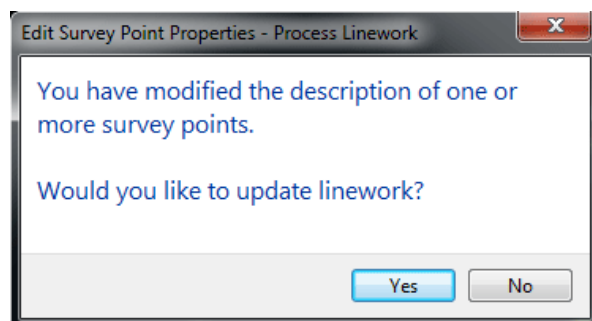 Edit Survey Point Properties - Process Linework
You have modified the description of one or
more survey points.
Would you like to update linework?
Yes No